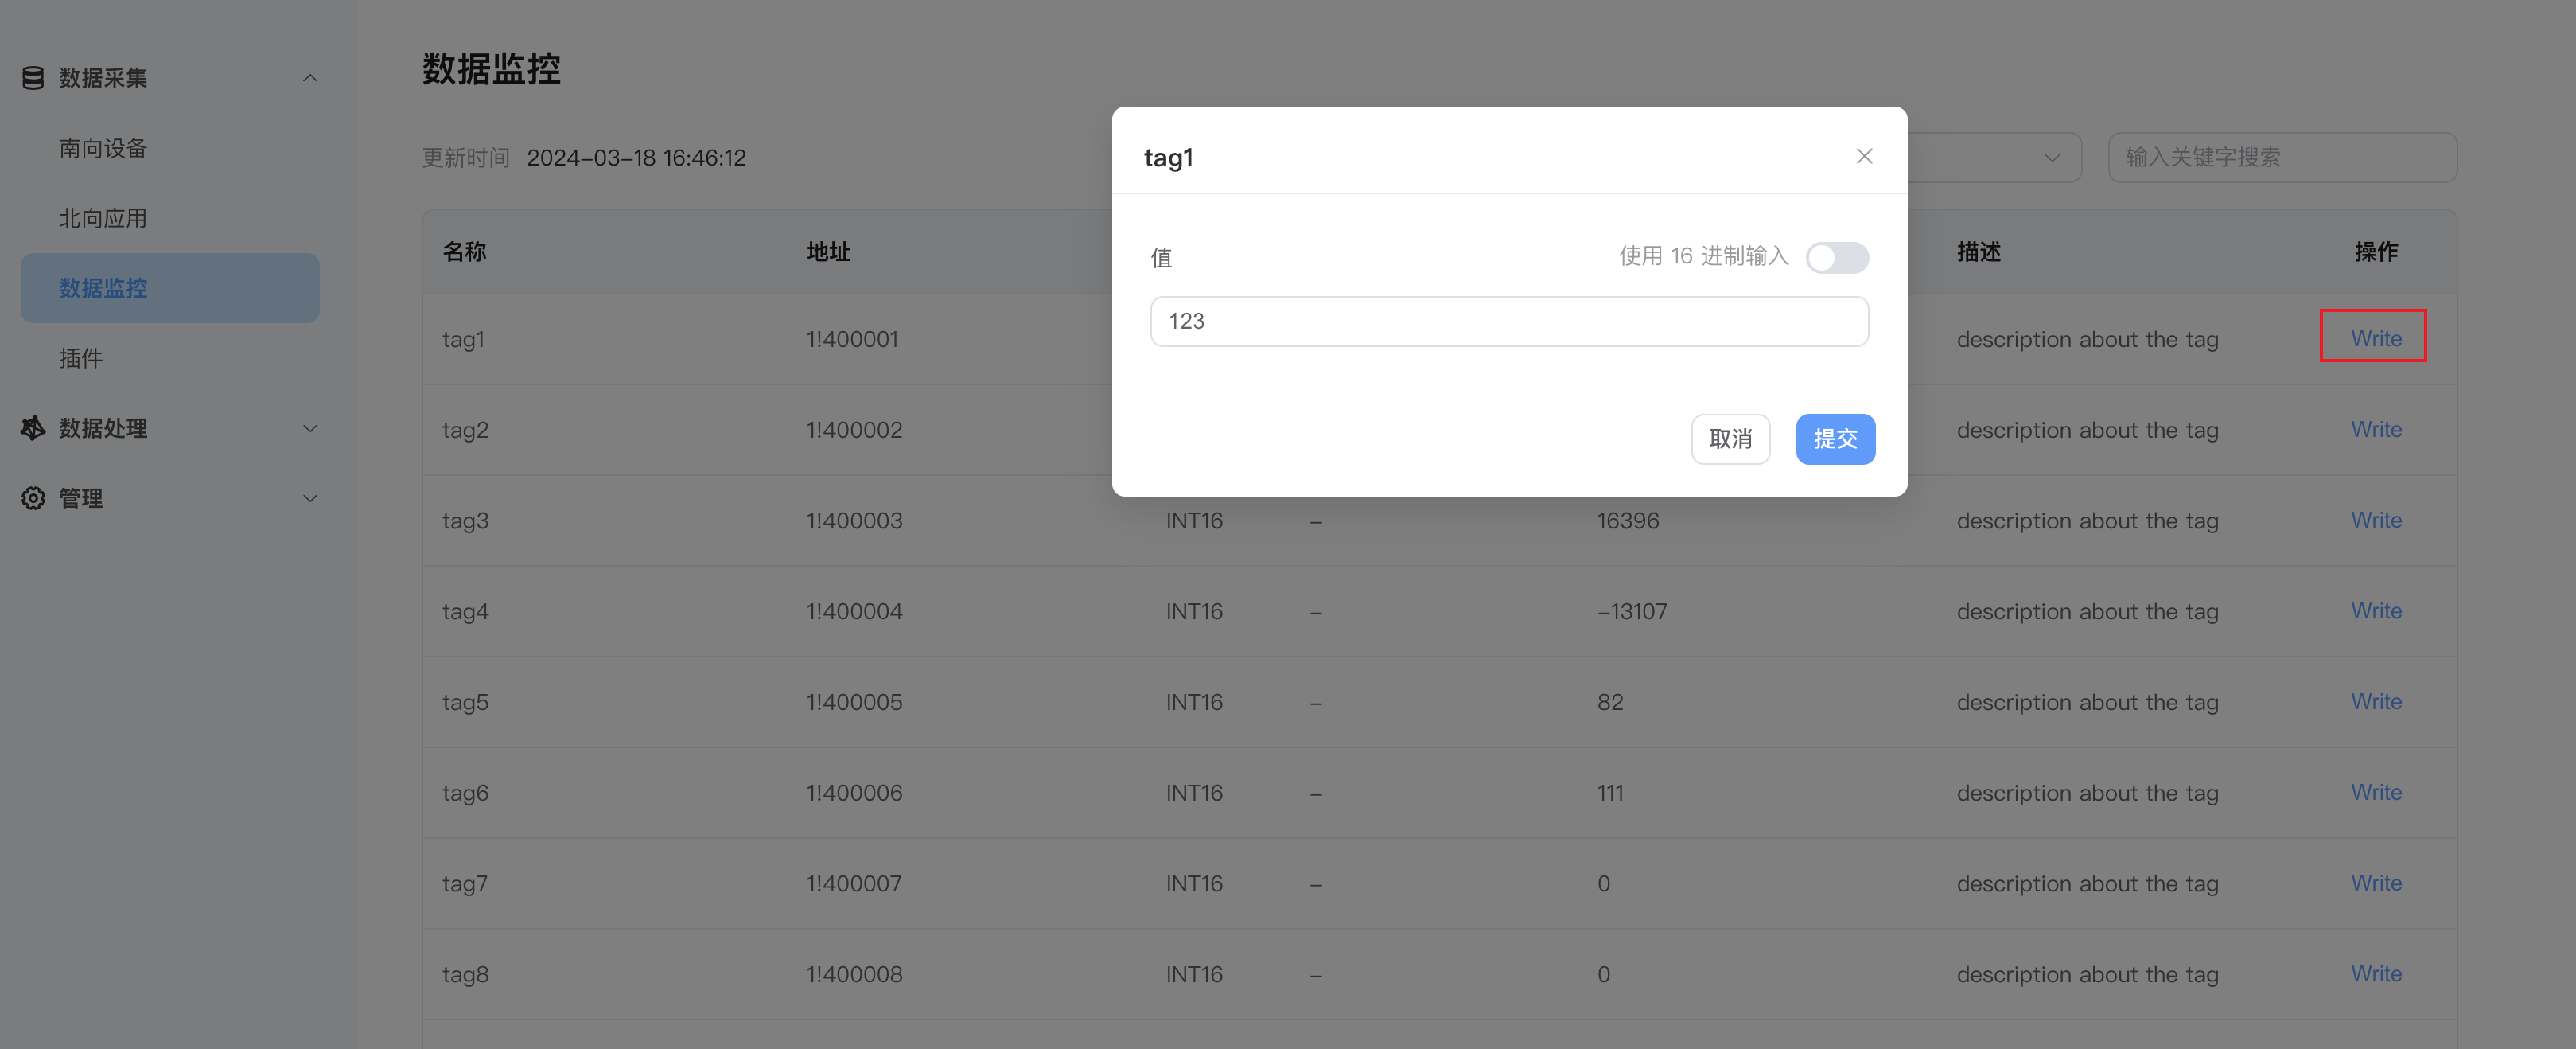 数据采集
南向设备
北向应用
数据监控
插件
数据处理
管理
数据监控
更新时间 2024-03-18 16:46:12
输入关键字搜索
名称 地址 描述 操作
tag1 1!400001 description about the tag Write
tag2 1!400002 description about the tag Write
tag3 1!400003 INT16 - 16396 description about the tag Write
tag4 1!400004 INT16 - -13107 description about the tag Write
tag5 1!400005 INT16 - 82 description about the tag Write
tag6 1!400006 INT16 - 111 description about the tag Write
tag7 1!400007 INT16 - 0 description about the tag Write
tag8 1!400008 INT16 - 0 description about the tag Write
tag1
值 使用 16 进制输入
123
取消 提交